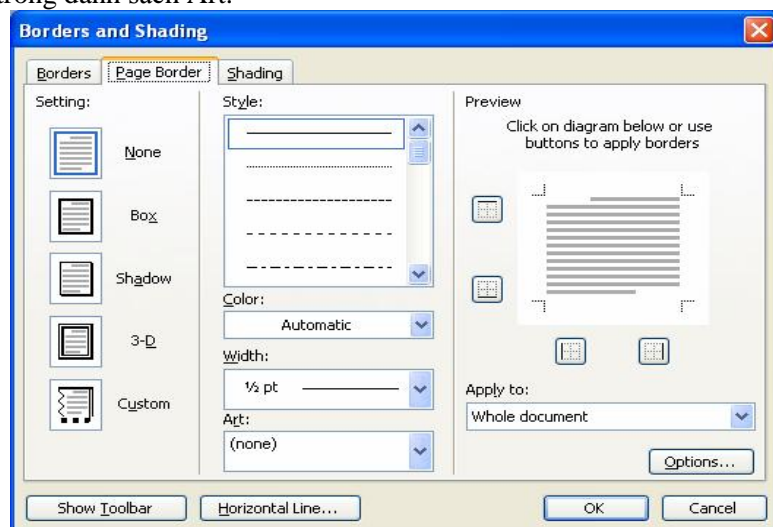 trong danh sách Art.
Borders and Shading
Borders
Page Border
Shading
Setting:
None
Box
Shadow
3-D
Custom
Style:
Color:
Automatic
Width:
½ pt
Art:
(none)
Preview
Click on diagram below or use
buttons to apply borders
Apply to:
Whole document
Options...
Show Toolbar
Horizontal Line...
OK
Cancel